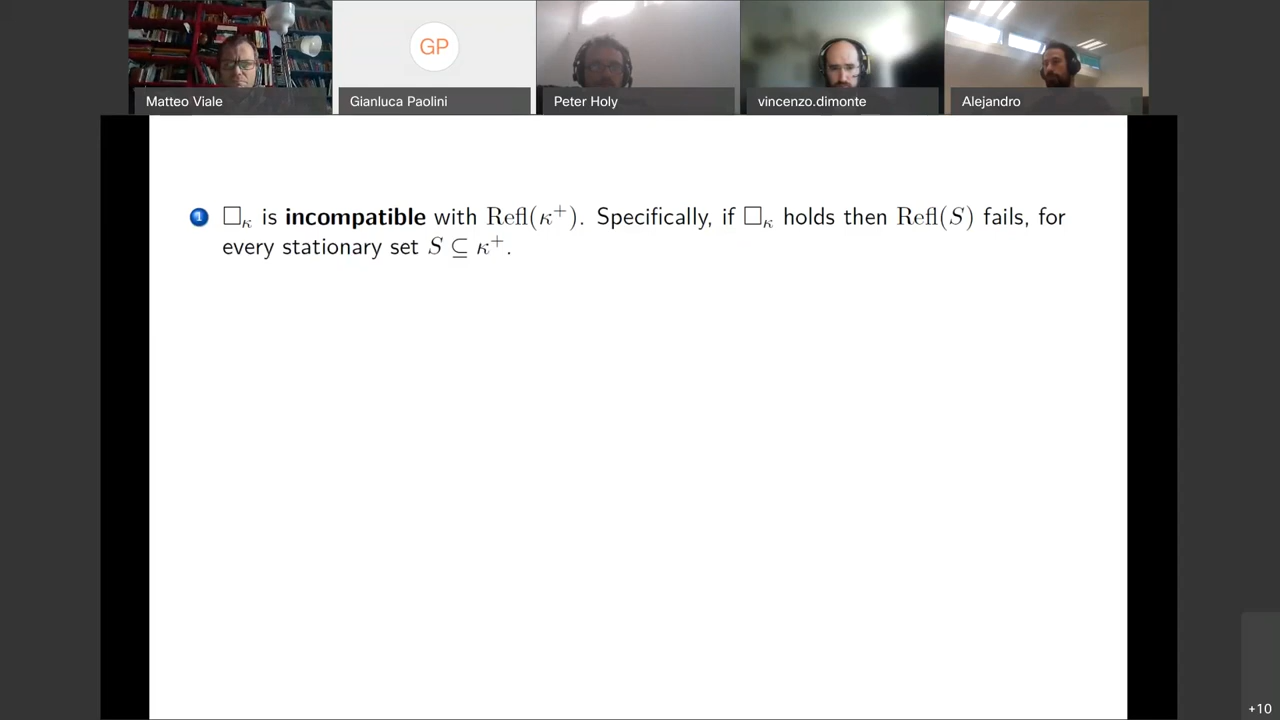 GP
Matteo Viale
Gianluca Paolini
Peter Holy
vincenzo.dimonte
Alejandro
1 □κ is incompatible with Refl(κ⁺). Specifically, if □κ holds then Refl(S) fails, for
every stationary set S ⊆ κ⁺.
+10